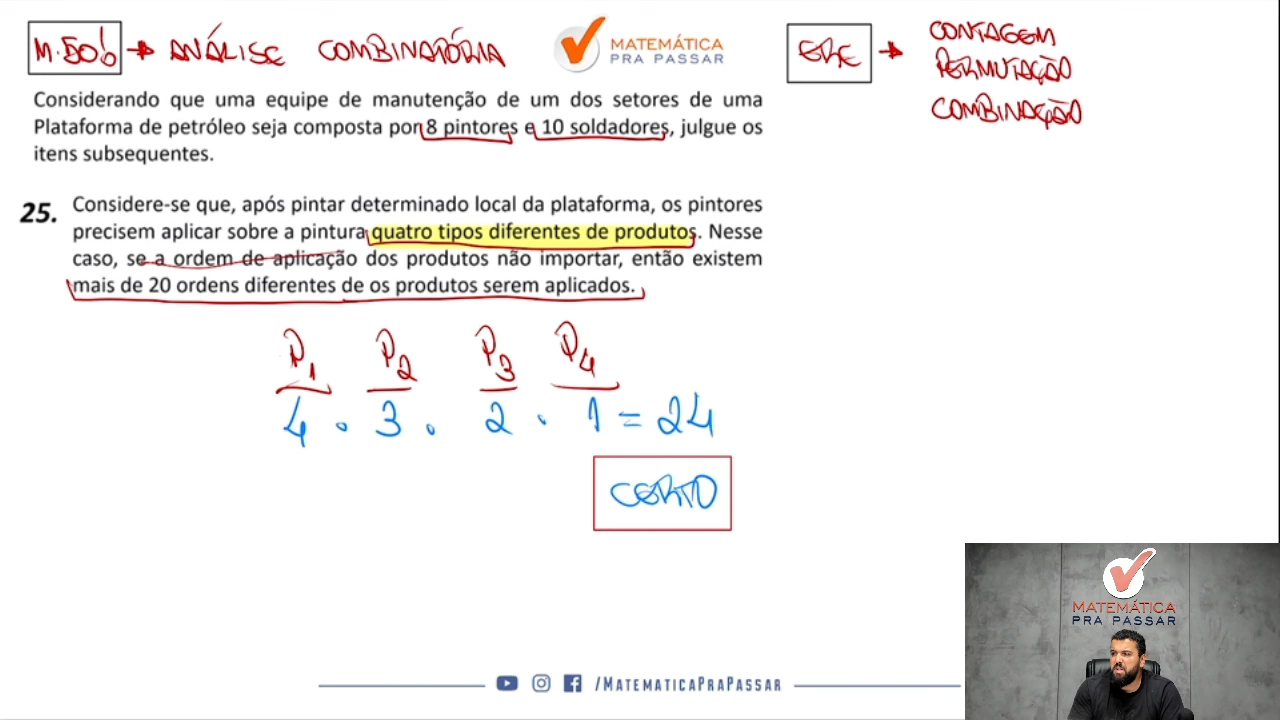 M.50! → ANÁLISE COMBINATÓRIA
MATEMÁTICA
PRA PASSAR
→ CONTAGEM
PERMUTAÇÃO
COMBINAÇÃO
Considerando que uma equipe de manutenção de um dos setores de uma
Plataforma de petróleo seja composta por 8 pintores e 10 soldadores, julgue os
itens subsequentes.
25. Considere-se que, após pintar determinado local da plataforma, os pintores
precisem aplicar sobre a pintura quatro tipos diferentes de produtos. Nesse
caso, se a ordem de aplicação dos produtos não importar, então existem
mais de 20 ordens diferentes de os produtos serem aplicados.
P1 P2 P3 P4
4 . 3 . 2 . 1 = 24
CERTO
MATEMÁTICA
PRA PASSAR
/MATEMATICAPRAPASSAR